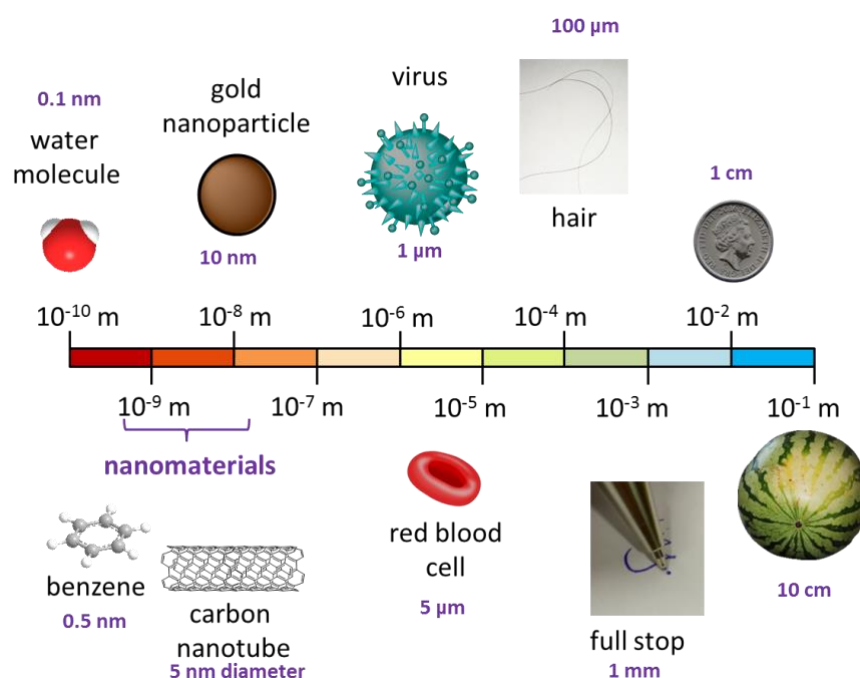 100 µm
virus
gold
nanoparticle
0.1 nm
water
molecule
1 cm
hair
10 nm
1 µm
10⁻¹⁰ m
10⁻⁸ m
10⁻⁶ m
10⁻⁴ m
10⁻² m
10⁻⁹ m
10⁻⁷ m
10⁻⁵ m
10⁻³ m
10⁻¹ m
nanomaterials
red blood
cell
benzene
0.5 nm
carbon
nanotube
5 nm diameter
5 µm
full stop
1 mm
10 cm